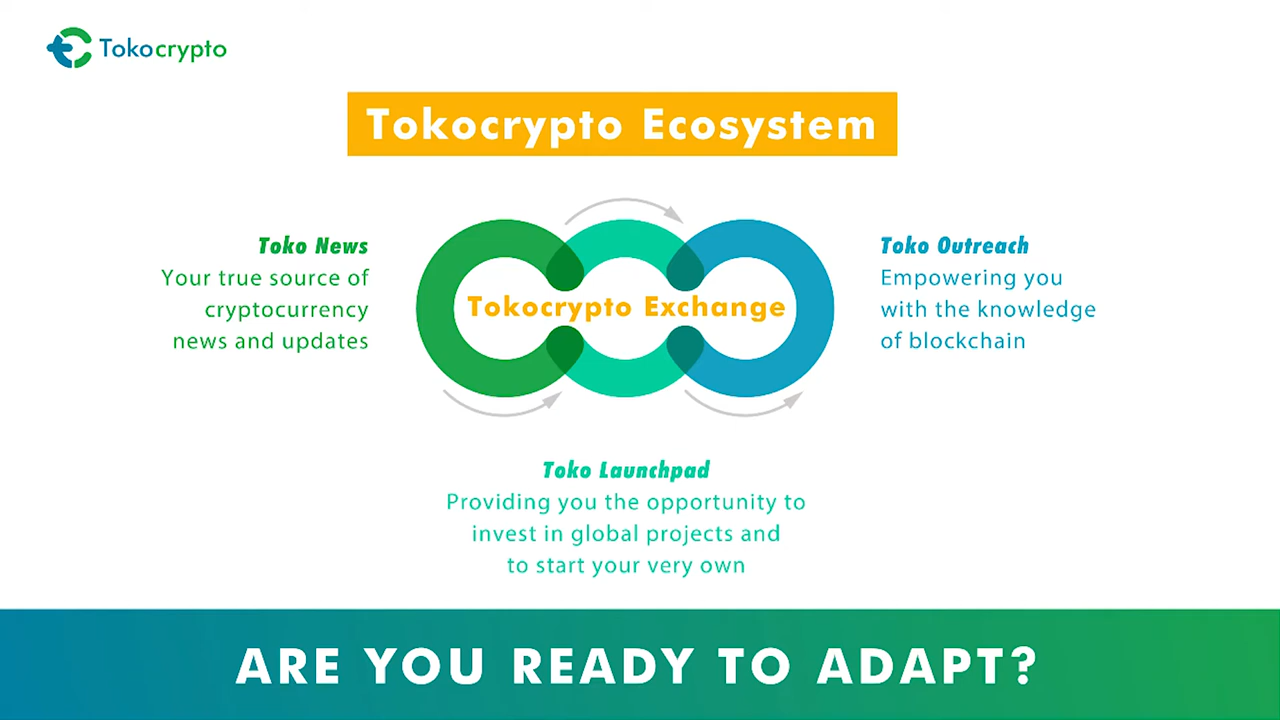 Tokocrypto
Tokocrypto Ecosystem
Toko News
Your true source of
cryptocurrency
news and updates
Tokocrypto Exchange
Toko Outreach
Empowering you
with the knowledge
of blockchain
Toko Launchpad
Providing you the opportunity to
invest in global projects and
to start your very own
ARE YOU READY TO ADAPT?